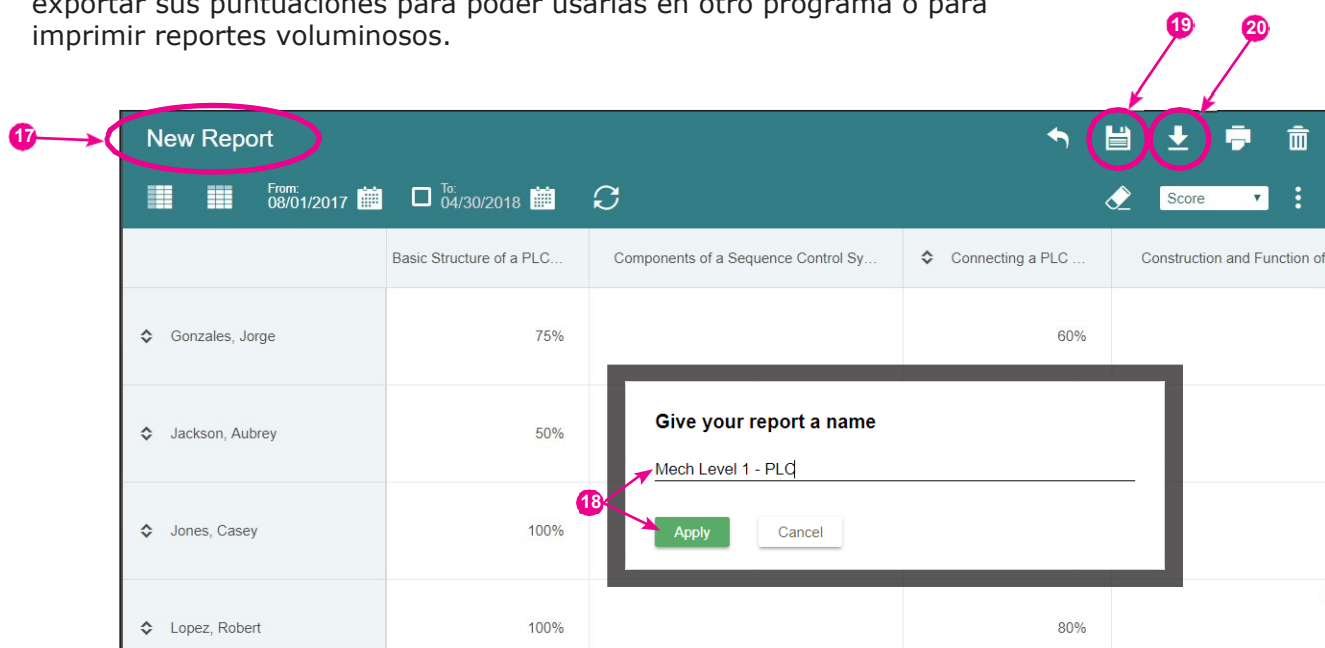 exportar sus puntuaciones para poder usarlas en otro programa o para
imprimir reportes voluminosos.
19 20
17 New Report
From: To:
08/01/2017 04/30/2018 Score
Basic Structure of a PLC... Components of a Sequence Control Sy... Connecting a PLC ... Construction and Function of
Gonzales, Jorge 75% 60%
Give your report a name
Jackson, Aubrey 50%
Mech Level 1 - PLC
18
Jones, Casey 100% Apply Cancel
Lopez, Robert 100% 80%